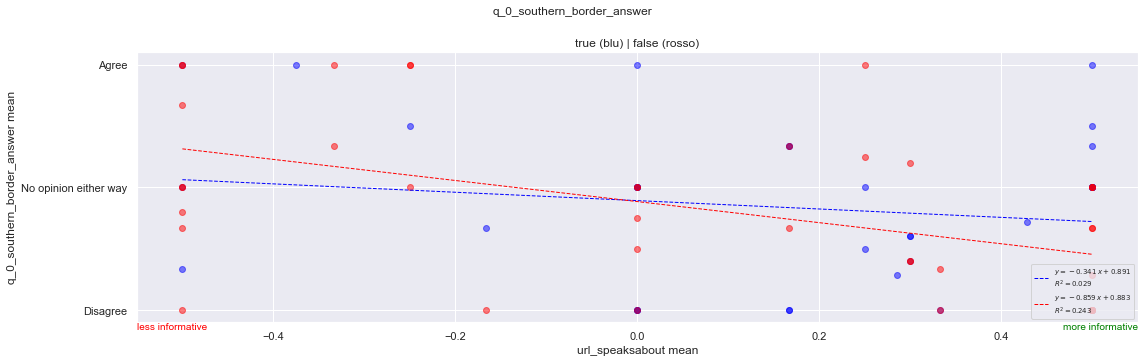 q_0_southern_border_answer
true (blu) | false (rosso)
q_0_southern_border_answer mean
Agree
No opinion either way
Disagree
y = −0.341 x + 0.891
R² = 0.029
y = −0.859 x + 0.883
R² = 0.243
less informative
more informative
−0.4
−0.2
0.0
0.2
0.4
url_speaksabout mean